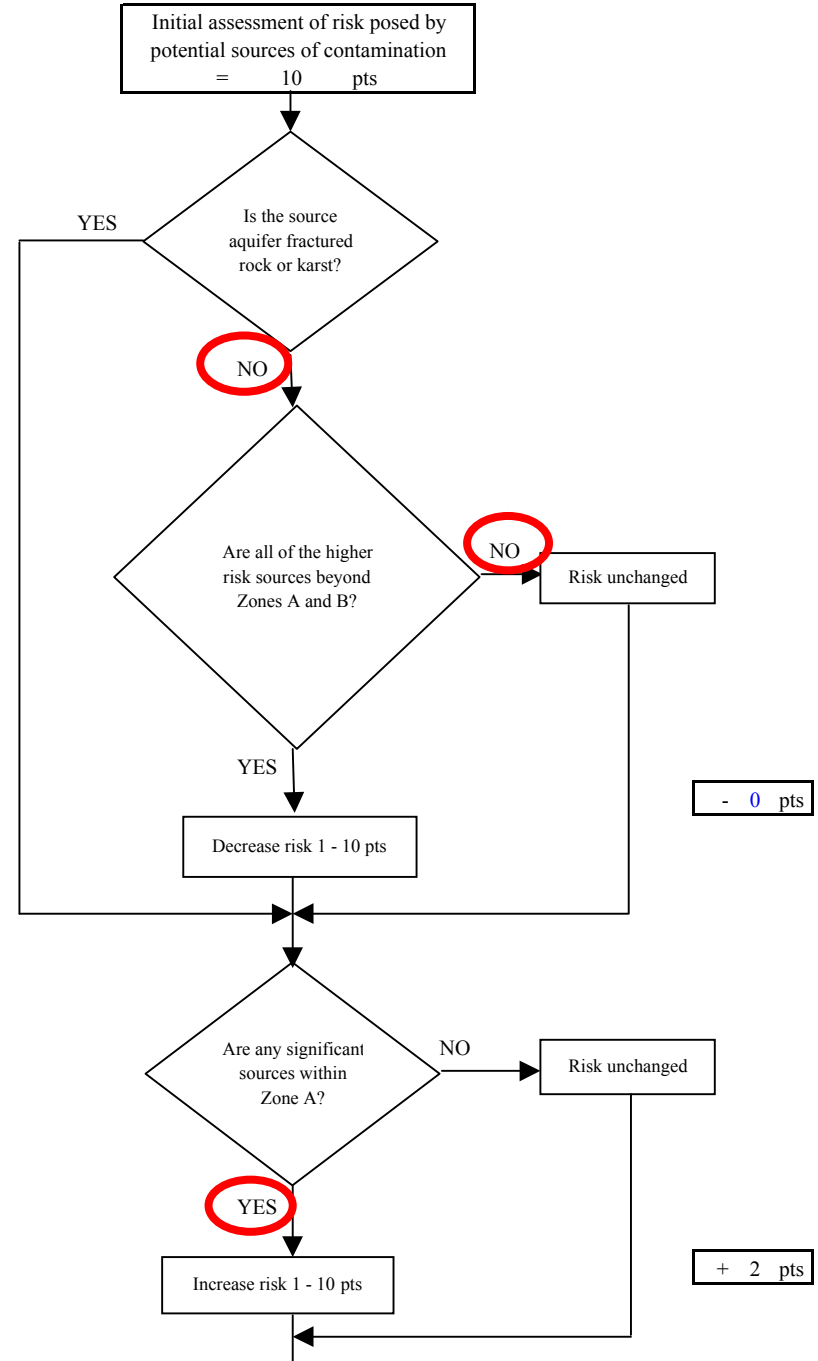 Initial assessment of risk posed by
potential sources of contamination
= 10 pts
Is the source
aquifer fractured
rock or karst?
YES
NO
Are all of the higher
risk sources beyond
Zones A and B?
NO
Risk unchanged
YES
- 0 pts
Decrease risk 1 - 10 pts
Are any significant
sources within
Zone A?
NO
Risk unchanged
YES
+ 2 pts
Increase risk 1 - 10 pts